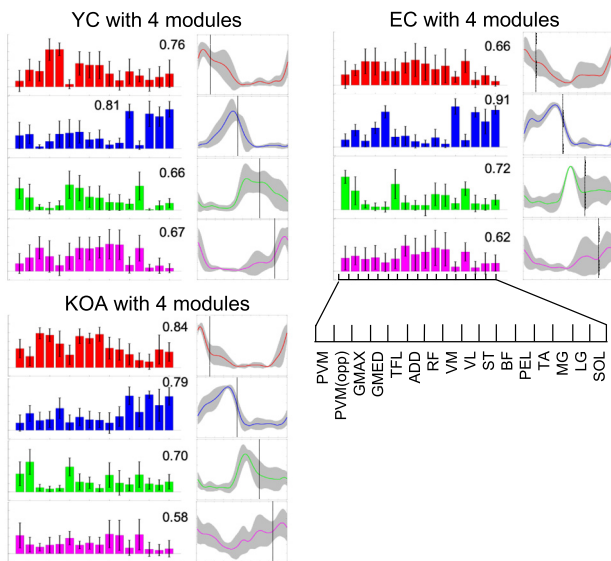 YC with 4 modules
0.76
0.81
0.66
0.67
EC with 4 modules
0.66
0.91
0.72
0.62
KOA with 4 modules
0.84
0.79
0.70
0.58
PVM
PVM(opp)
GMAX
GMED
TFL
ADD
RF
VM
VL
ST
BF
PEL
TA
MG
LG
SOL